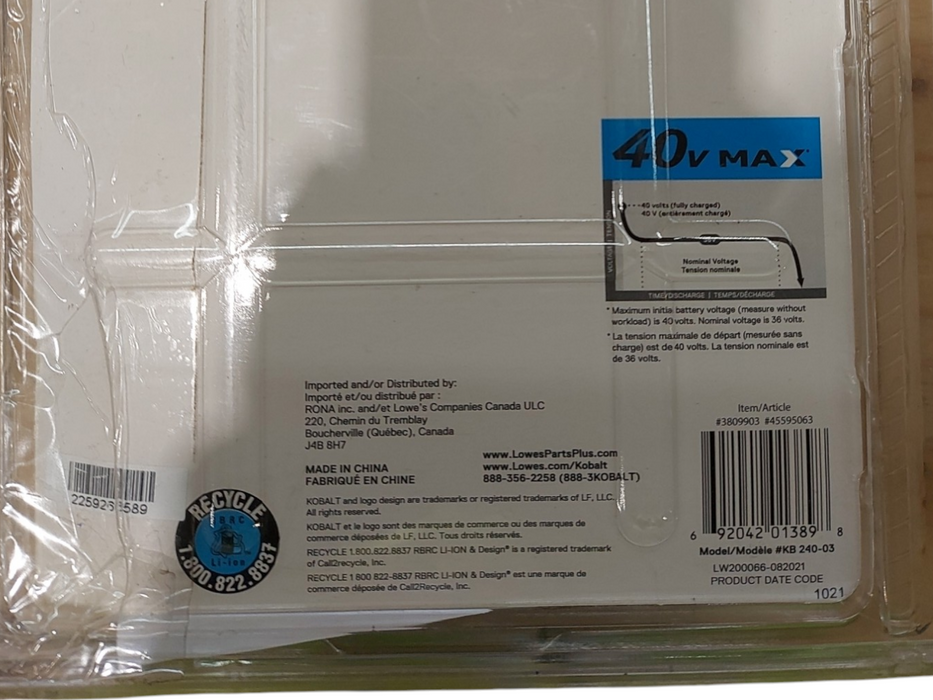 40V MAX*
40 volts (fully charged)
40 V (entièrement chargé)
Nominal Voltage
Tension nominale
TIME/DISCHARGE | TEMPS/DÉCHARGE
* Maximum initial battery voltage (measure without
workload) is 40 volts. Nominal voltage is 36 volts.
* La tension maximale de départ (mesurée sans
charge) est de 40 volts. La tension nominale est
de 36 volts.
Imported and/or Distributed by:
Importé et/ou distribué par :
RONA inc. and/et Lowe's Companies Canada ULC
220, Chemin du Tremblay
Boucherville (Québec), Canada
J4B 8H7
MADE IN CHINA
FABRIQUÉ EN CHINE
www.LowesPartsPlus.com
www.Lowes.com/Kobalt
888-356-2258 (888-3KOBALT)
KOBALT and logo design are trademarks or registered trademarks of LF, LLC.
All rights reserved.
KOBALT et le logo sont des marques de commerce ou des marques de
commerce déposées de LF, LLC. Tous droits réservés.
RECYCLE 1.800.822.8837 RBRC LI-ION & Design® is a registered trademark
of Call2recycle, Inc.
RECYCLE 1 800 822-8837 RBRC LI-ION & Design® est une marque de
commerce déposée de Call2Recycle, Inc.
RECYCLE
RBRC
Li-Ion
1.800.822.8837
Item/Article
#3809903 #45595063
6 92042 01389 8
Model/Modèle #KB 240-03
LW200066-082021
PRODUCT DATE CODE
1021